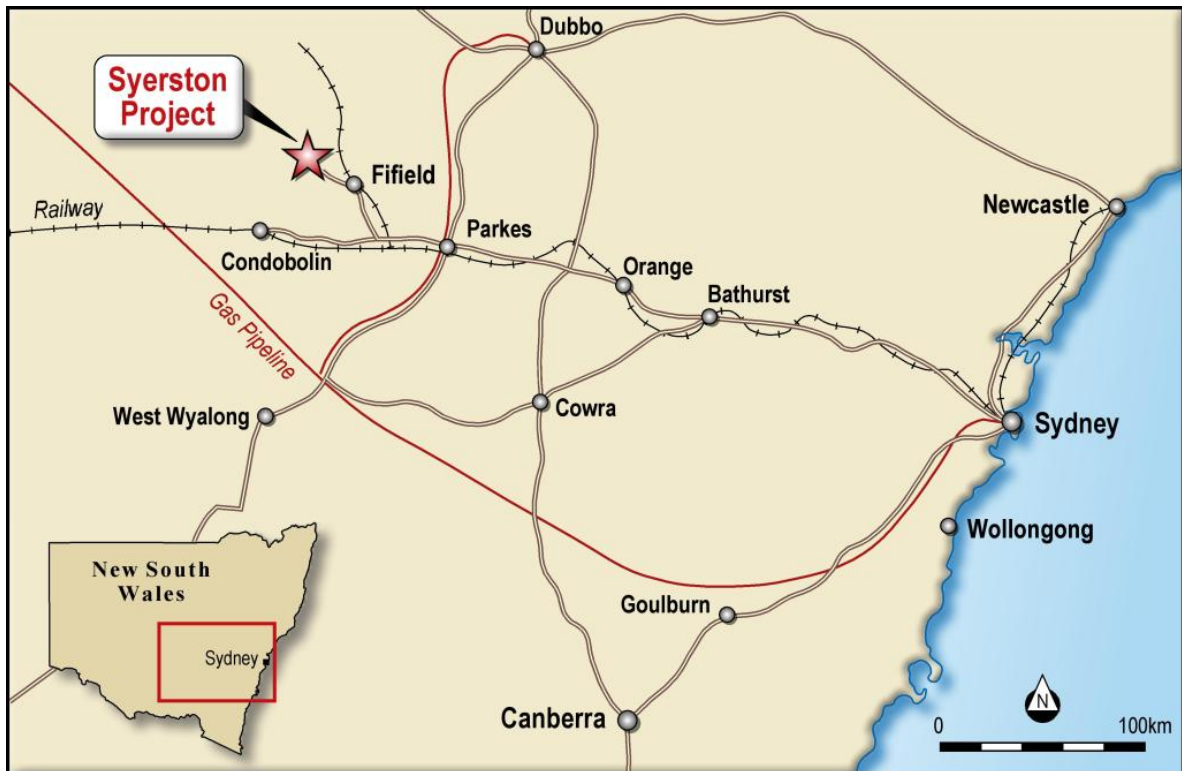 Dubbo
Syerston
Project
Fifield
Newcastle
Railway
Parkes
Condobolin
Orange
Bathurst
Gas Pipeline
West Wyalong
Cowra
Sydney
Wollongong
New South
Wales
Goulburn
Sydney
Canberra
N
0 100km